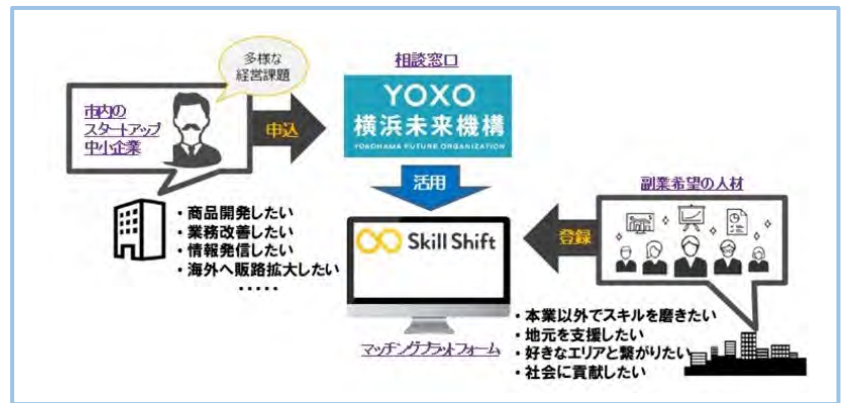 多様な
経営課題
市内の
スタートアップ
中小企業
申込
相談窓口
YOXO
横浜未来機構
YOKOHAMA FUTURE ORGANIZATION
活用
・商品開発したい
・業務改善したい
・情報発信したい
・海外へ販路拡大したい
・・・・・
Skill Shift
マッチングプラットフォーム
登録
副業希望の人材
・本業以外でスキルを磨きたい
・地元を支援したい
・好きなエリアと繋がりたい
・社会に貢献したい